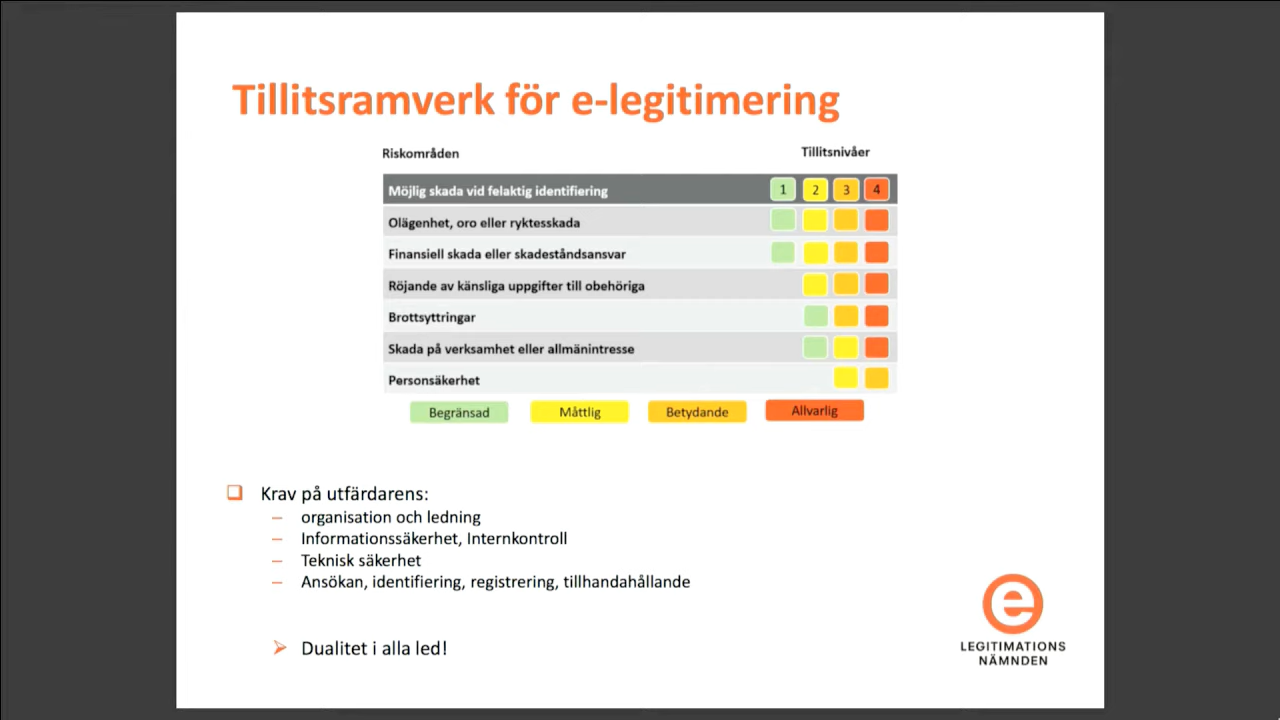 Tillitsramverk för e-legitimering
Riskområden Tillitsnivåer
Möjlig skada vid felaktig identifiering 1 2 3 4
Olägenhet, oro eller ryktesskada
Finansiell skada eller skadeståndsansvar
Röjande av känsliga uppgifter till obehöriga
Brottsyttringar
Skada på verksamhet eller allmänintresse
Personsäkerhet
Begränsad Måttlig Betydande Allvarlig
Krav på utfärdarens:
– organisation och ledning
– Informationssäkerhet, Internkontroll
– Teknisk säkerhet
– Ansökan, identifiering, registrering, tillhandahållande
Dualitet i alla led!
e
LEGITIMATIONS
NÄMNDEN